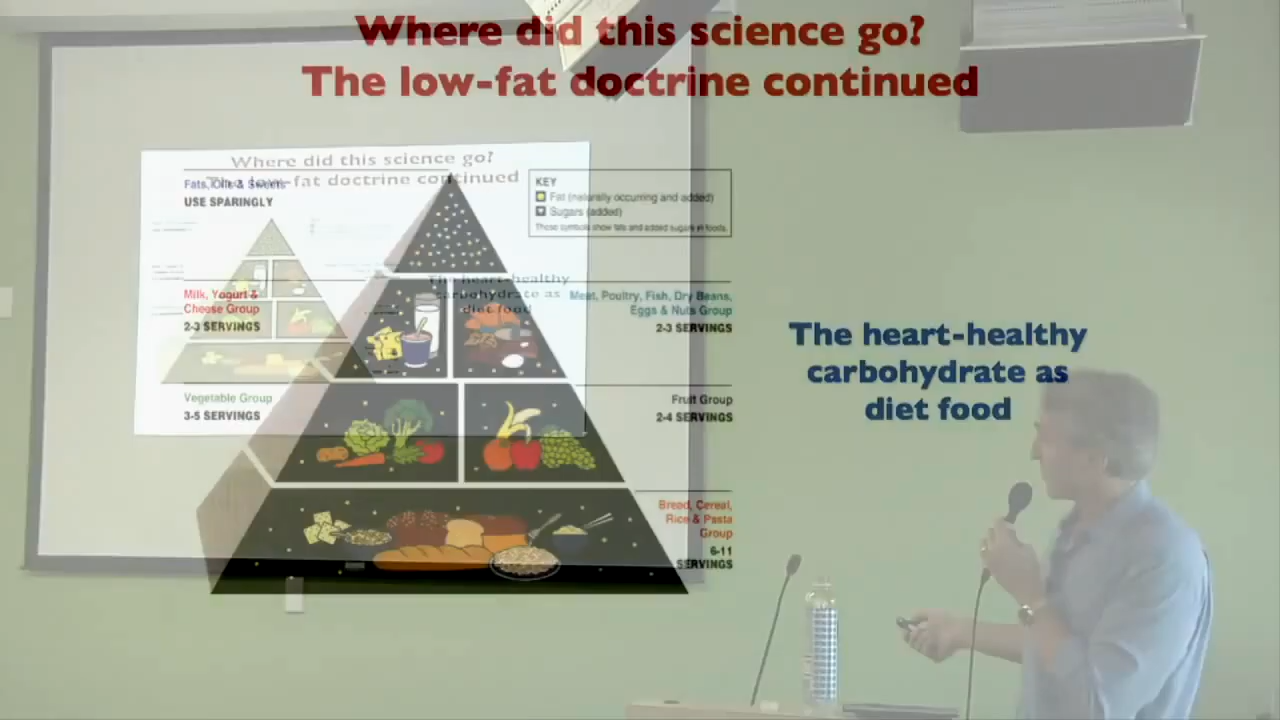 Where did this science go?
The low-fat doctrine continued
Where did this science go?
The low-fat doctrine continued
Fats, Oils & Sweets
USE SPARINGLY
KEY
Fat (naturally occurring and added)
Sugars (added)
These symbols show fats and added sugars in foods.
Milk, Yogurt &
Cheese Group
2-3 SERVINGS
The heart-healthy
carbohydrate as
diet food
Meat, Poultry, Fish, Dry Beans,
Eggs & Nuts Group
2-3 SERVINGS
The heart-healthy
carbohydrate as
diet food
Vegetable Group
3-5 SERVINGS
Fruit Group
2-4 SERVINGS
Bread, Cereal,
Rice & Pasta
Group
6-11
SERVINGS